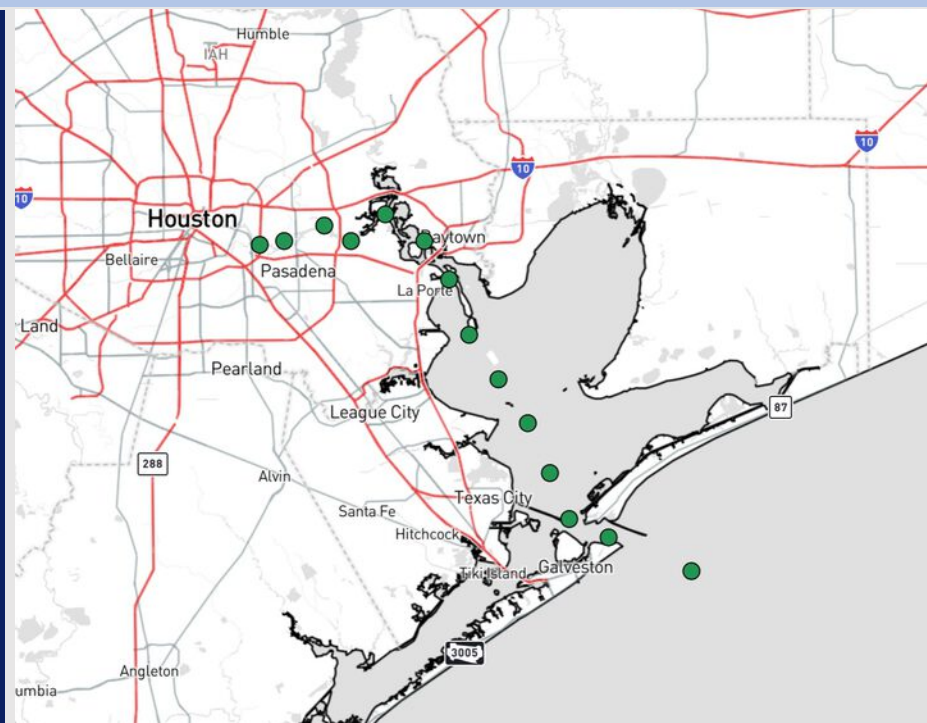 Humble
IAH
10
10
10
Houston
Baytown
Bellaire
Pasadena
La Porte
Land
Pearland
87
League City
288
Alvin
Texas City
Santa Fe
Hitchcock
Tiki Island
Galveston
3005
Angleton
umbia